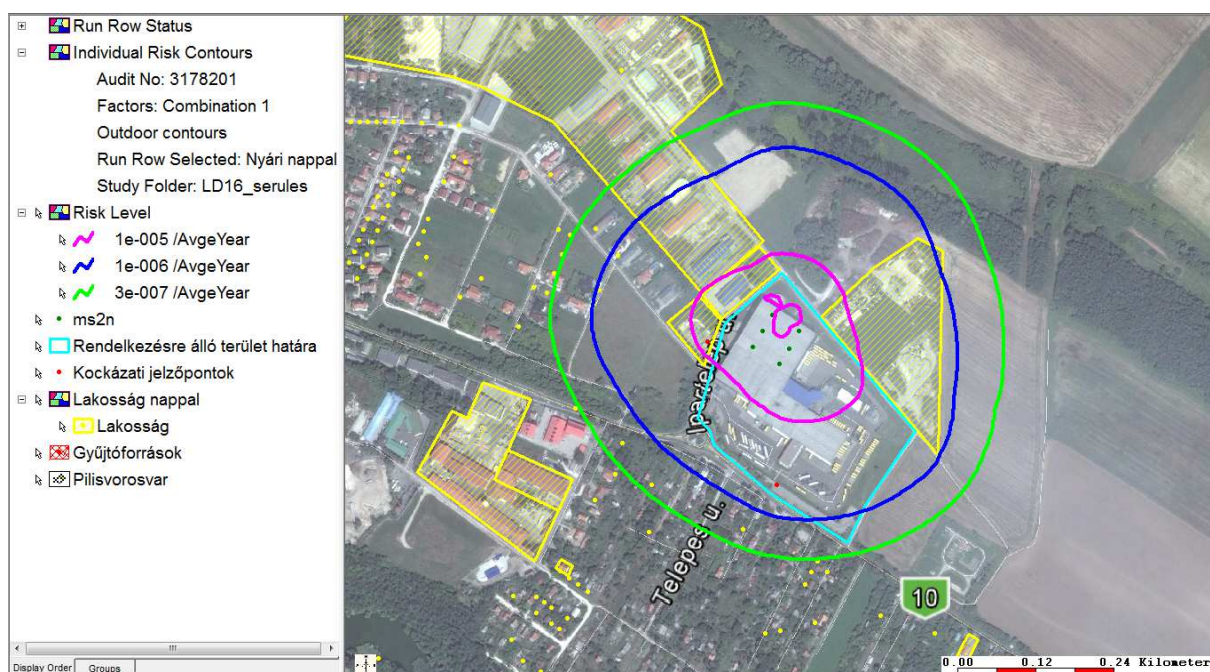 Run Row Status
Individual Risk Contours
Audit No: 3178201
Factors: Combination 1
Outdoor contours
Run Row Selected: Nyári nappal
Study Folder: LD16_serules
Risk Level
1e-005 /AvgeYear
1e-006 /AvgeYear
3e-007 /AvgeYear
ms2n
Rendelkezésre álló terület határa
Kockázati jelzőpontok
Lakosság nappal
Lakosság
Gyűjtóforrások
Pilisvorosvar
Display Order
Groups
Ipartelep u.
Telepes u.
10
0.00 0.12 0.24 Kilometer